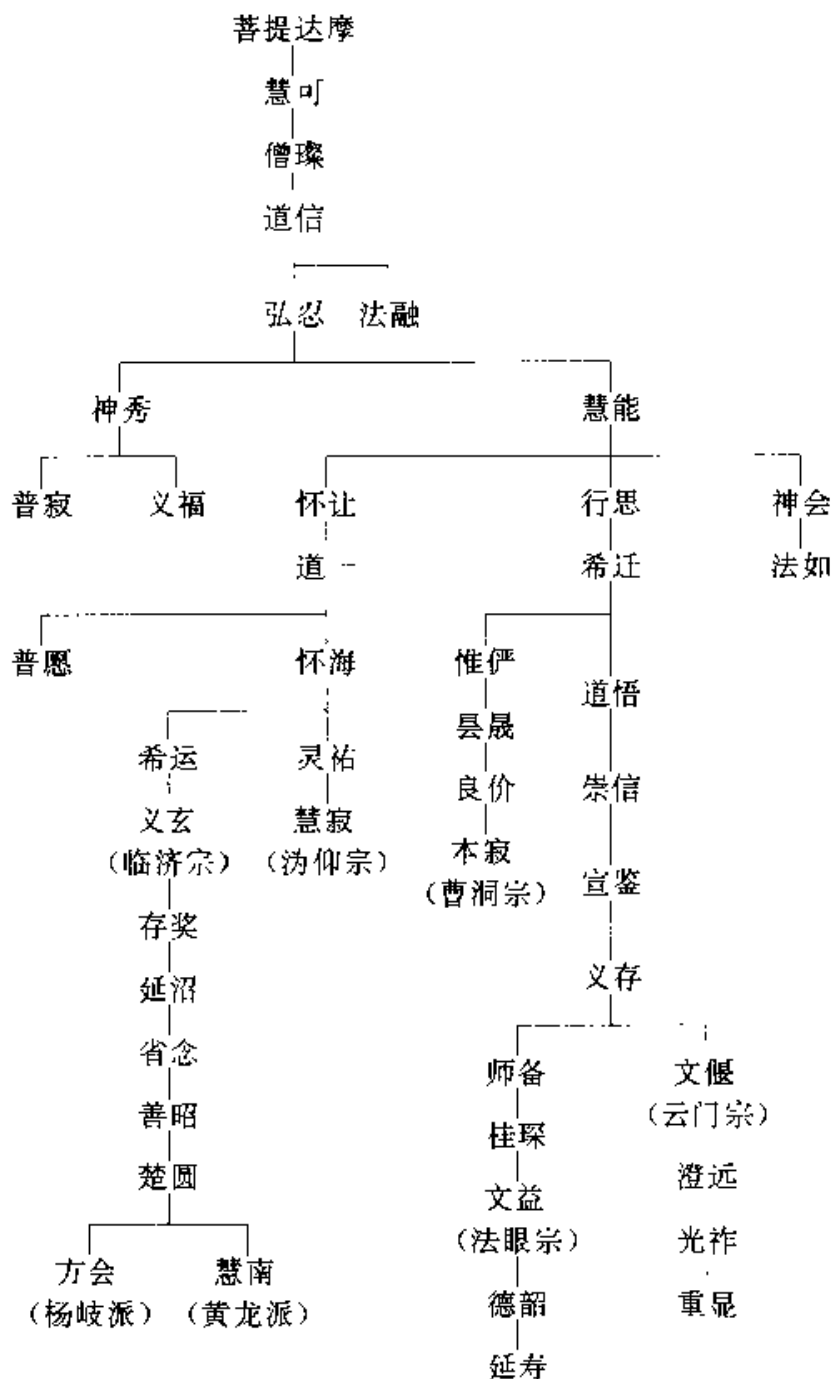 菩提达摩
慧可
僧璨
道信
弘忍 法融
神秀 慧能
普寂 义福 怀让 行思 神会
道一 希迁 法如
普愿 怀海 惟俨
道悟
昙晟
希运 灵祐
良价 崇信
义玄 慧寂
(临济宗) (沩仰宗)
本寂
(曹洞宗)
宣鉴
存奖
义存
延沼
省念 师备 文偃
(云门宗)
善昭 桂琛
楚圆 澄远
文益
(法眼宗) 光祚
方会 慧南
(杨岐派) (黄龙派) 德韶 重显
延寿